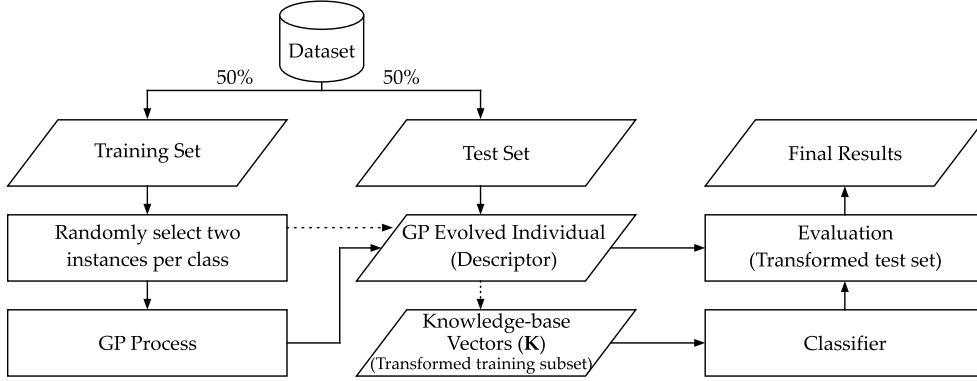 Dataset
50%
50%
Training Set
Test Set
Final Results
Randomly select two
instances per class
GP Evolved Individual
(Descriptor)
Evaluation
(Transformed test set)
GP Process
Knowledge-base
Vectors (K)
(Transformed training subset)
Classifier